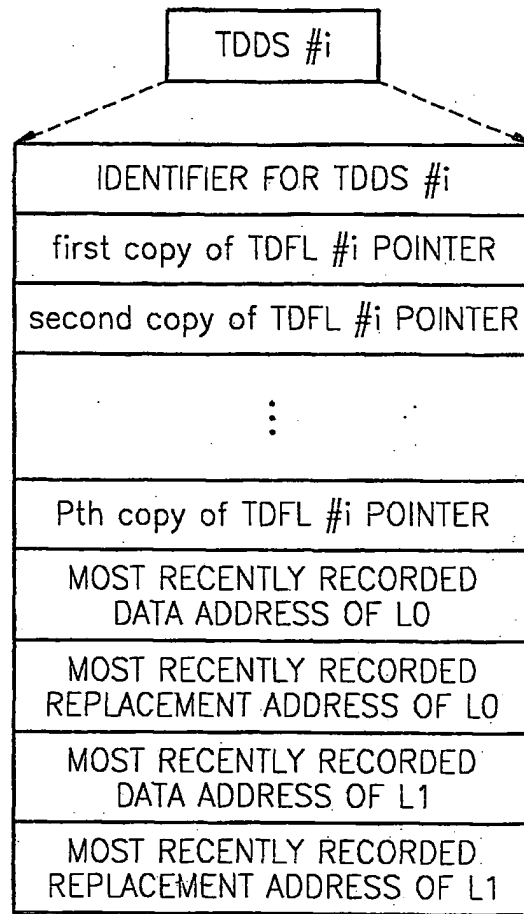 TDDS #i
IDENTIFIER FOR TDDS #i
first copy of TDFL #i POINTER
second copy of TDFL #i POINTER
⋮
Pth copy of TDFL #i POINTER
MOST RECENTLY RECORDED
DATA ADDRESS OF L0
MOST RECENTLY RECORDED
REPLACEMENT ADDRESS OF L0
MOST RECENTLY RECORDED
DATA ADDRESS OF L1
MOST RECENTLY RECORDED
REPLACEMENT ADDRESS OF L1